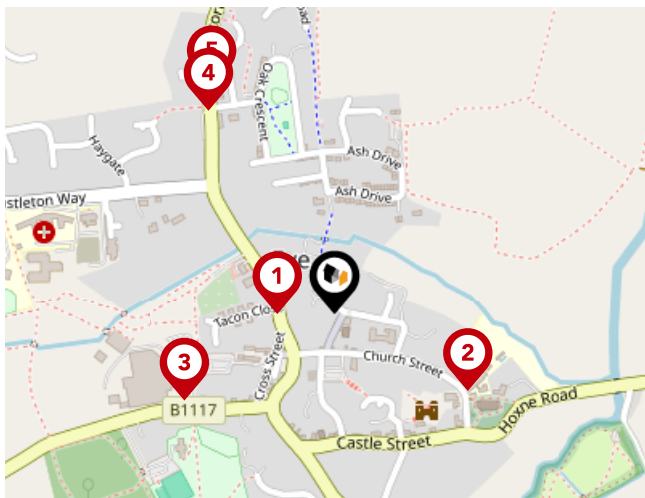 5
4
Oak Crescent
Haygate
Ash Drive
Ash Drive
stleton Way
1
Tacon Clo
Cross Street
3
Church Street
2
B1117
Castle Street
Hoxne Road